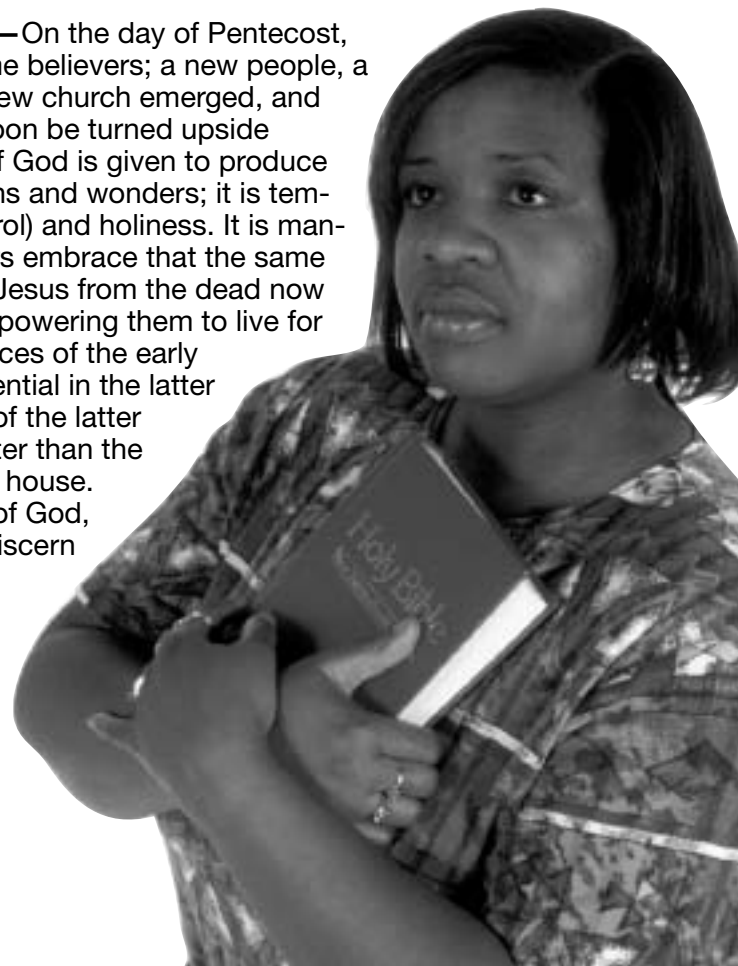 —On the day of Pentecost,
he believers; a new people, a
ew church emerged, and
oon be turned upside
f God is given to produce
ns and wonders; it is tem-
rol) and holiness. It is man-
s embrace that the same
Jesus from the dead now
powering them to live for
ces of the early
ential in the latter
of the latter
ter than the
house.
of God,
iscern
Holy Bible